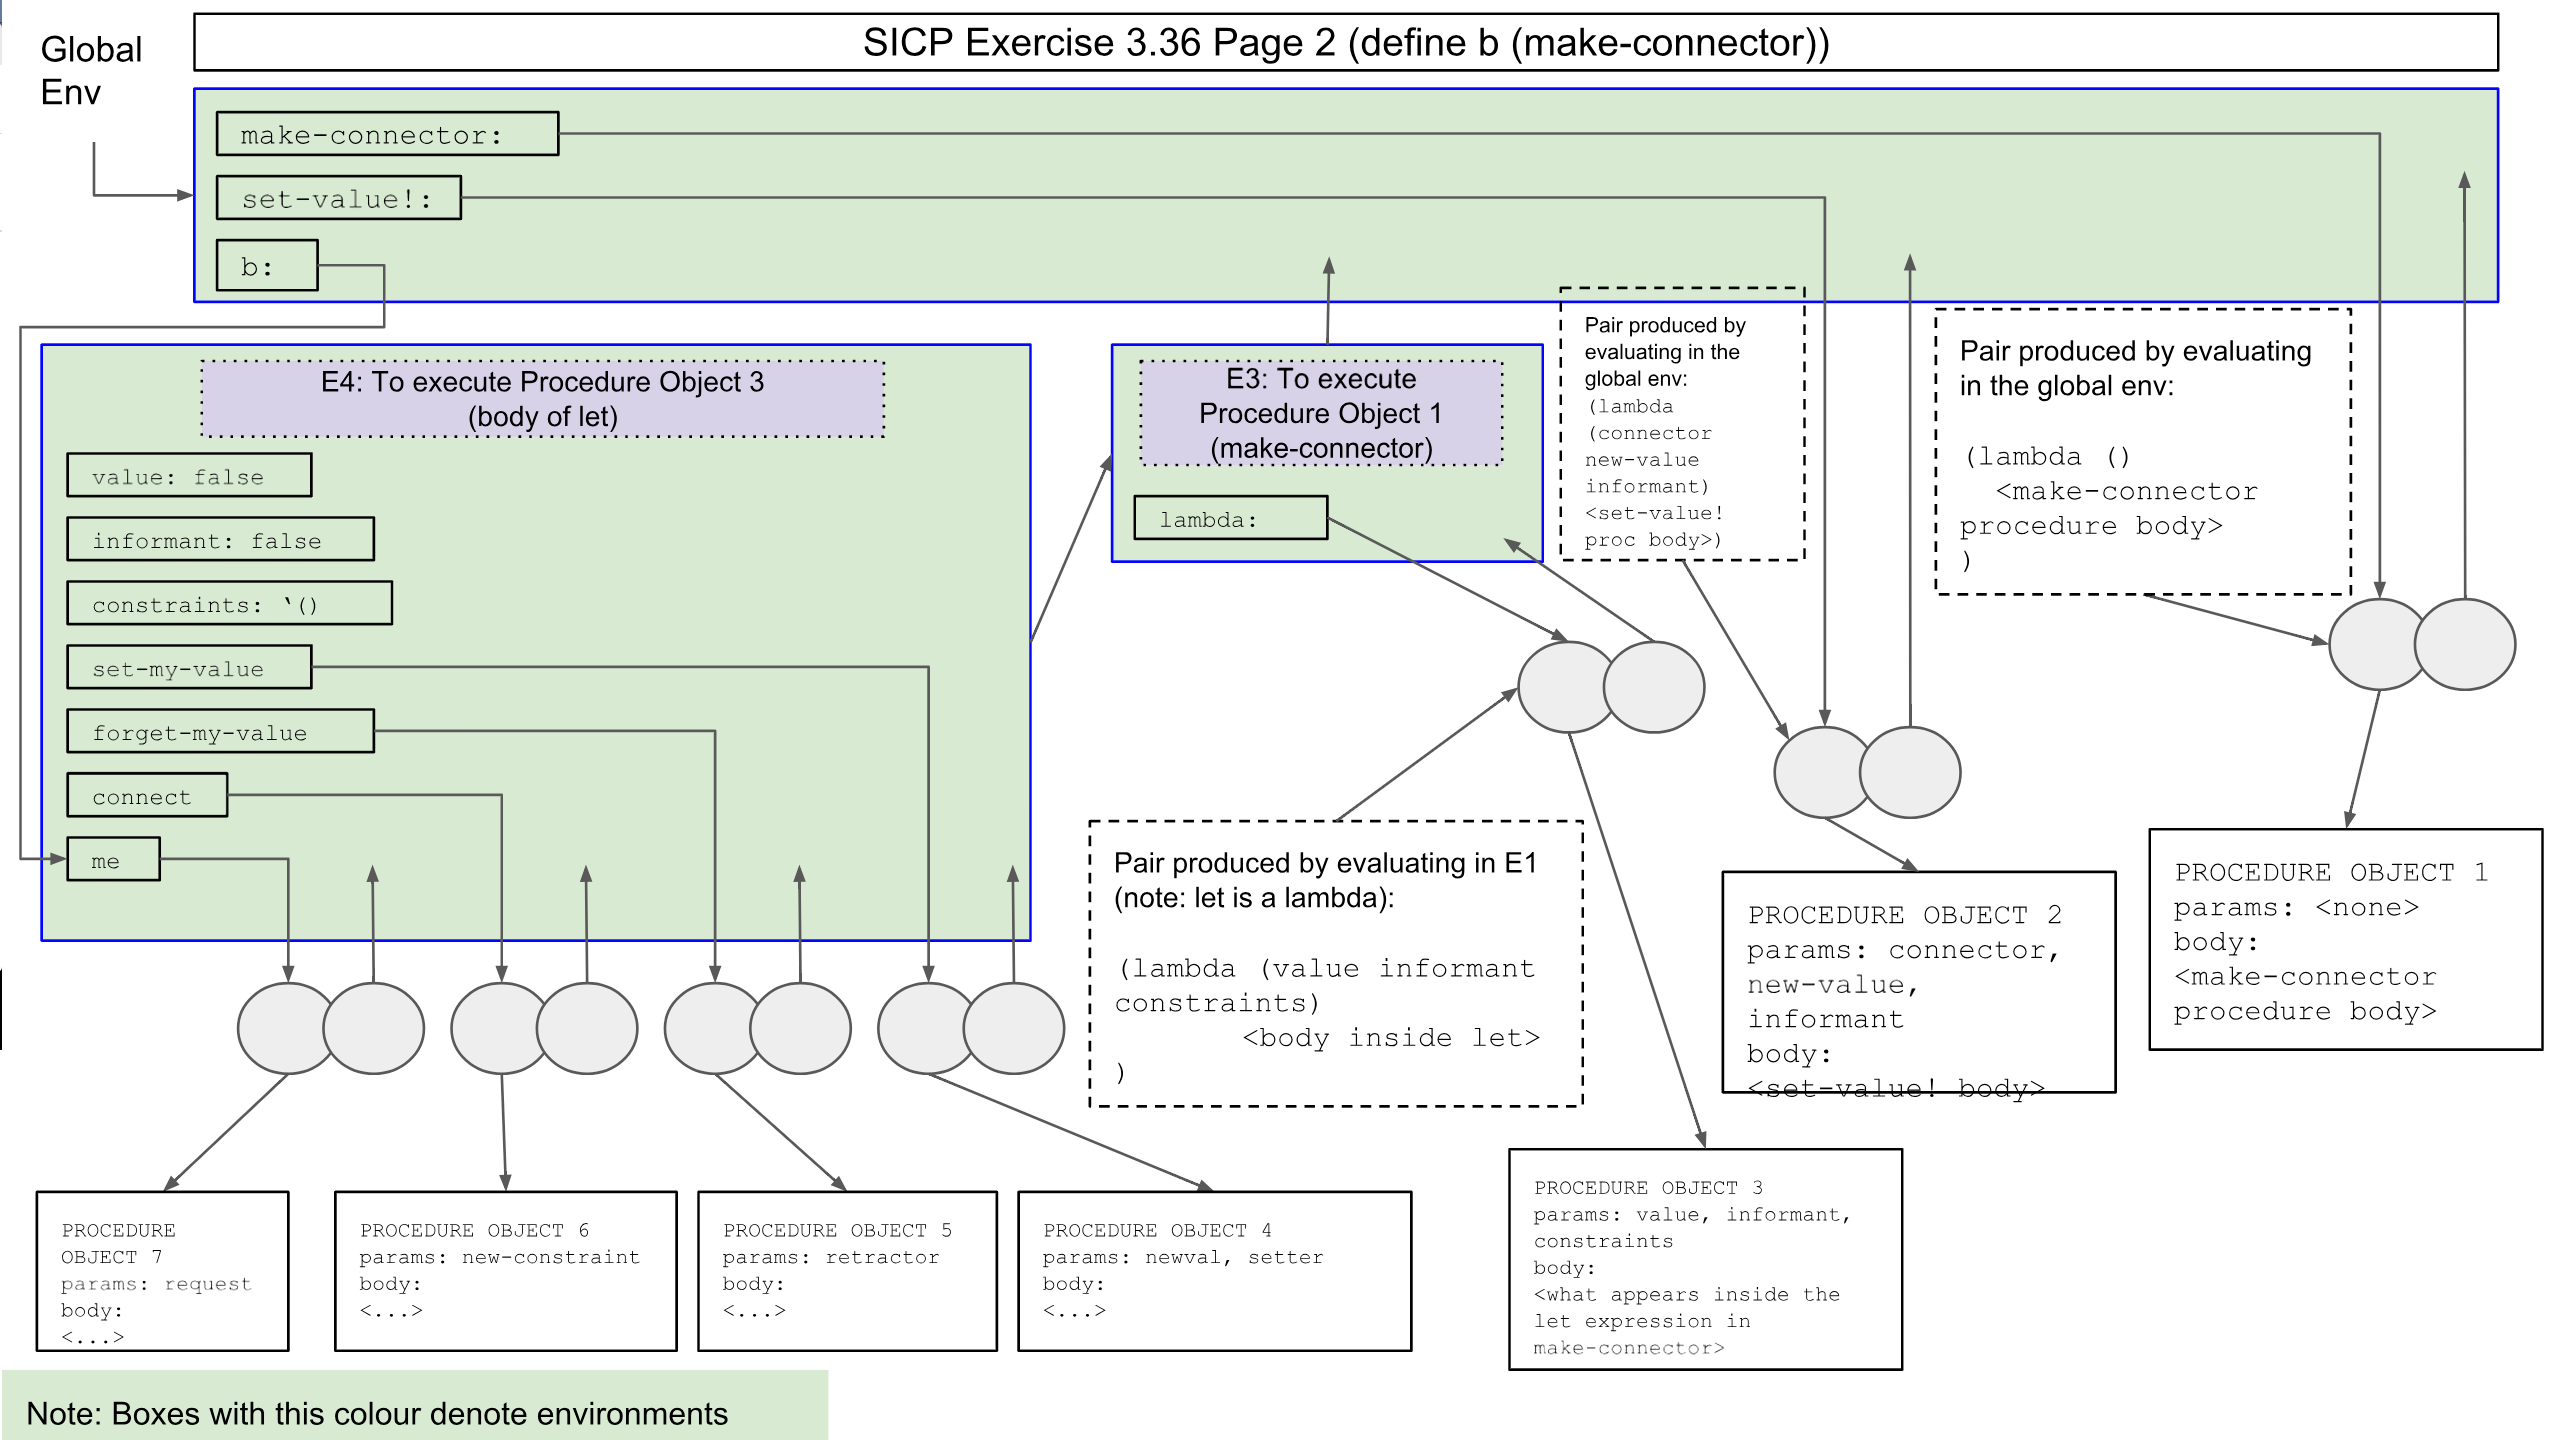 SICP Exercise 3.36 Page 2 (define b (make-connector))
Global
Env
make-connector:
set-value!:
b:
E4: To execute Procedure Object 3
(body of let)
value: false
informant: false
constraints: ‘()
set-my-value
forget-my-value
connect
me
E3: To execute
Procedure Object 1
(make-connector)
lambda:
Pair produced by
evaluating in the
global env:
(lambda
(connector
new-value
informant)
<set-value!
proc body>)
Pair produced by evaluating
in the global env:
(lambda ()
<make-connector
procedure body>
)
Pair produced by evaluating in E1
(note: let is a lambda):
(lambda (value informant
constraints)
<body inside let>
)
PROCEDURE OBJECT 2
params: connector,
new-value,
informant
body:
<set-value! body>
PROCEDURE OBJECT 1
params: <none>
body:
<make-connector
procedure body>
PROCEDURE
OBJECT 7
params: request
body:
<...>
PROCEDURE OBJECT 6
params: new-constraint
body:
<...>
PROCEDURE OBJECT 5
params: retractor
body:
<...>
PROCEDURE OBJECT 4
params: newval, setter
body:
<...>
PROCEDURE OBJECT 3
params: value, informant,
constraints
body:
<what appears inside the
let expression in
make-connector>
Note: Boxes with this colour denote environments